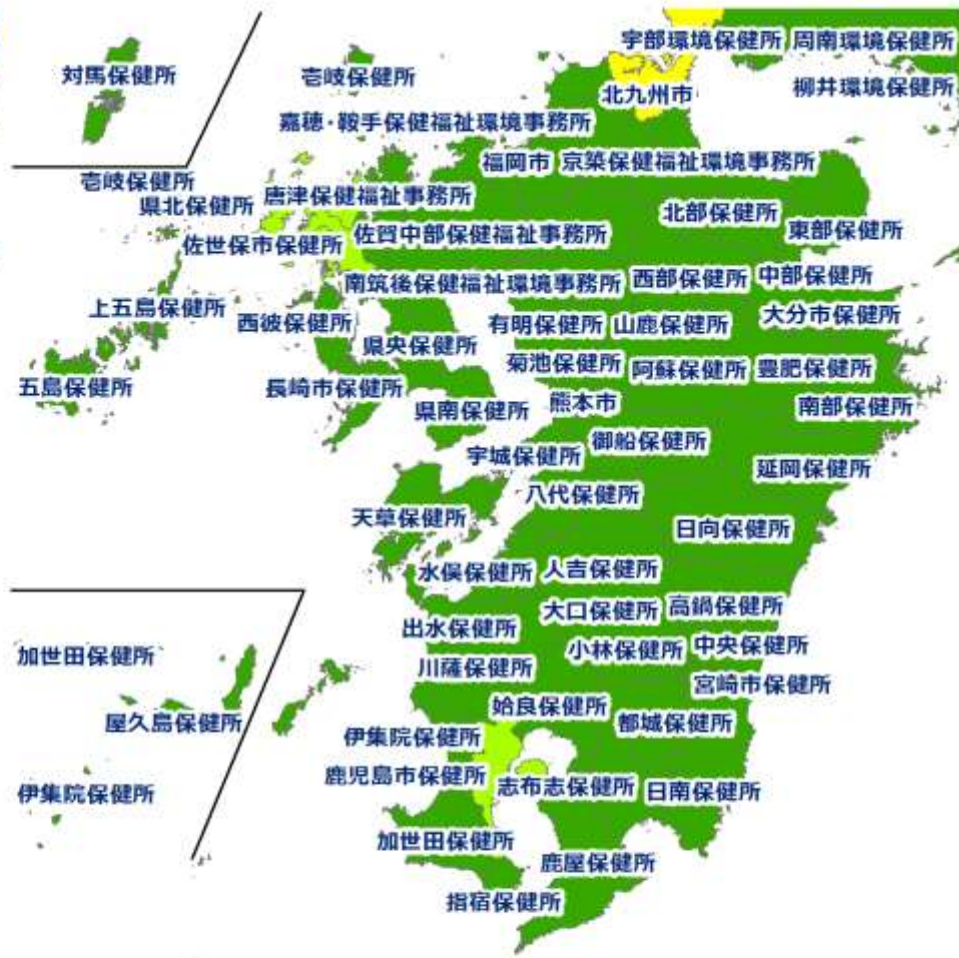 宇部環境保健所 周南環境保健所
対馬保健所 壱岐保健所
北九州市 柳井環境保健所
嘉穂・鞍手保健福祉環境事務所
福岡市 京築保健福祉環境事務所
壱岐保健所
県北保健所 唐津保健福祉事務所
北部保健所
佐世保市保健所 佐賀中部保健福祉事務所 東部保健所
南筑後保健福祉環境事務所 西部保健所 中部保健所
上五島保健所 西彼保健所 有明保健所 山鹿保健所 大分市保健所
県央保健所
菊池保健所 阿蘇保健所 豊肥保健所
五島保健所 長崎市保健所
県南保健所 熊本市 南部保健所
宇城保健所 御船保健所
延岡保健所
八代保健所
天草保健所 日向保健所
水俣保健所 人吉保健所
大口保健所 高鍋保健所
出水保健所
加世田保健所 小林保健所 中央保健所
川薩保健所 宮崎市保健所
屋久島保健所 姶良保健所 都城保健所
伊集院保健所
鹿児島市保健所 志布志保健所 日南保健所
伊集院保健所
加世田保健所
鹿屋保健所
指宿保健所